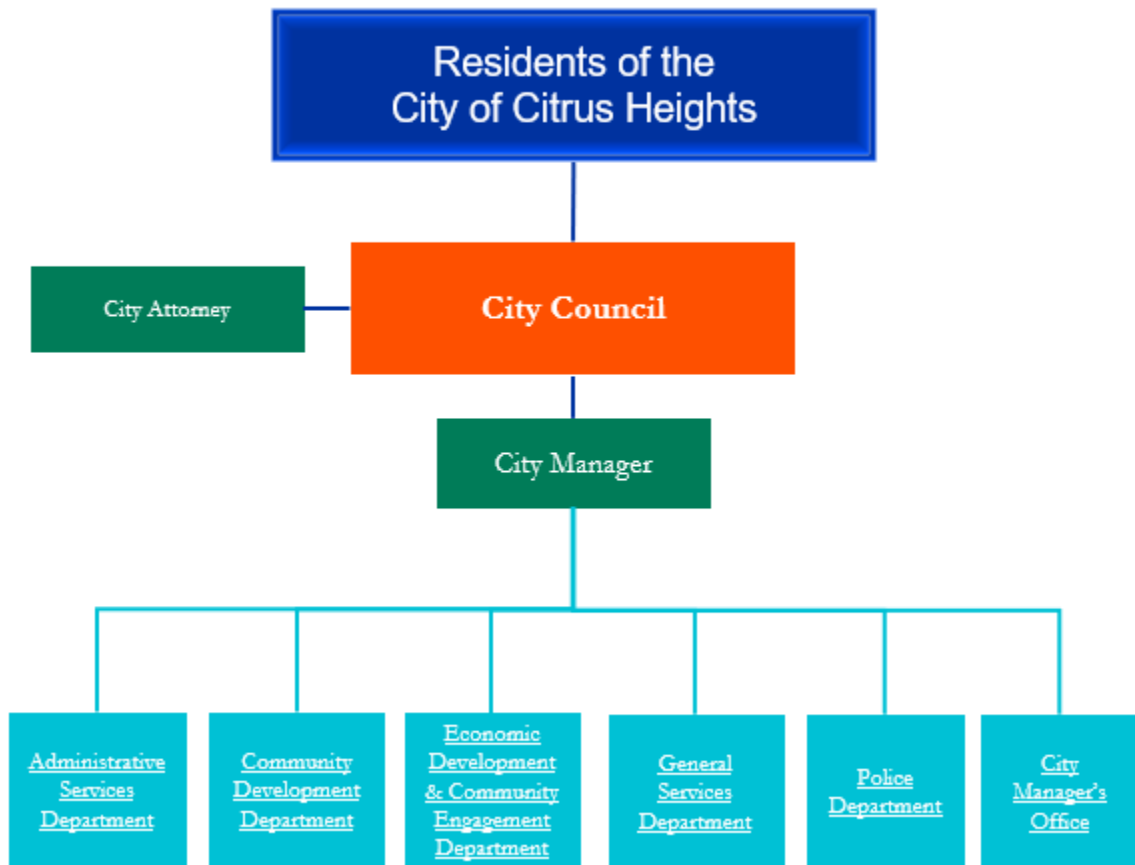 Residents of the
City of Citrus Heights
City Attorney
City Council
City Manager
Administrative
Services
Department
Community
Development
Department
Economic
Development
& Community
Engagement
Department
General
Services
Department
Police
Department
City
Manager's
Office